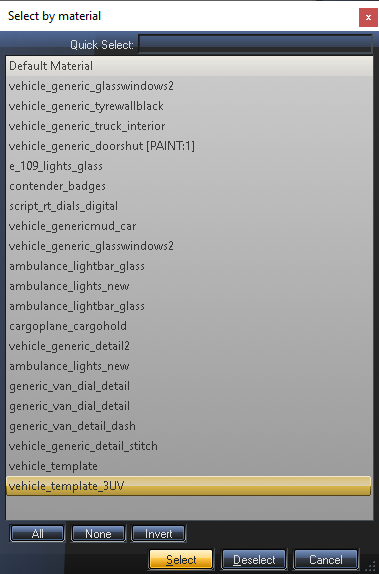 Select by material
x
Quick Select:
Default Material
vehicle_generic_glasswindows2
vehicle_generic_tyrewallblack
vehicle_generic_truck_interior
vehicle_generic_doorshut [PAINT:1]
e_109_lights_glass
contender_badges
script_rt_dials_digital
vehicle_genericmud_car
vehicle_generic_glasswindows2
ambulance_lightbar_glass
ambulance_lights_new
ambulance_lightbar_glass
cargoplane_cargohold
vehicle_generic_detail2
ambulance_lights_new
generic_van_dial_detail
generic_van_dial_detail
generic_van_detail_dash
vehicle_generic_detail_stitch
vehicle_template
vehicle_template_3UV
All None Invert
Select Deselect Cancel